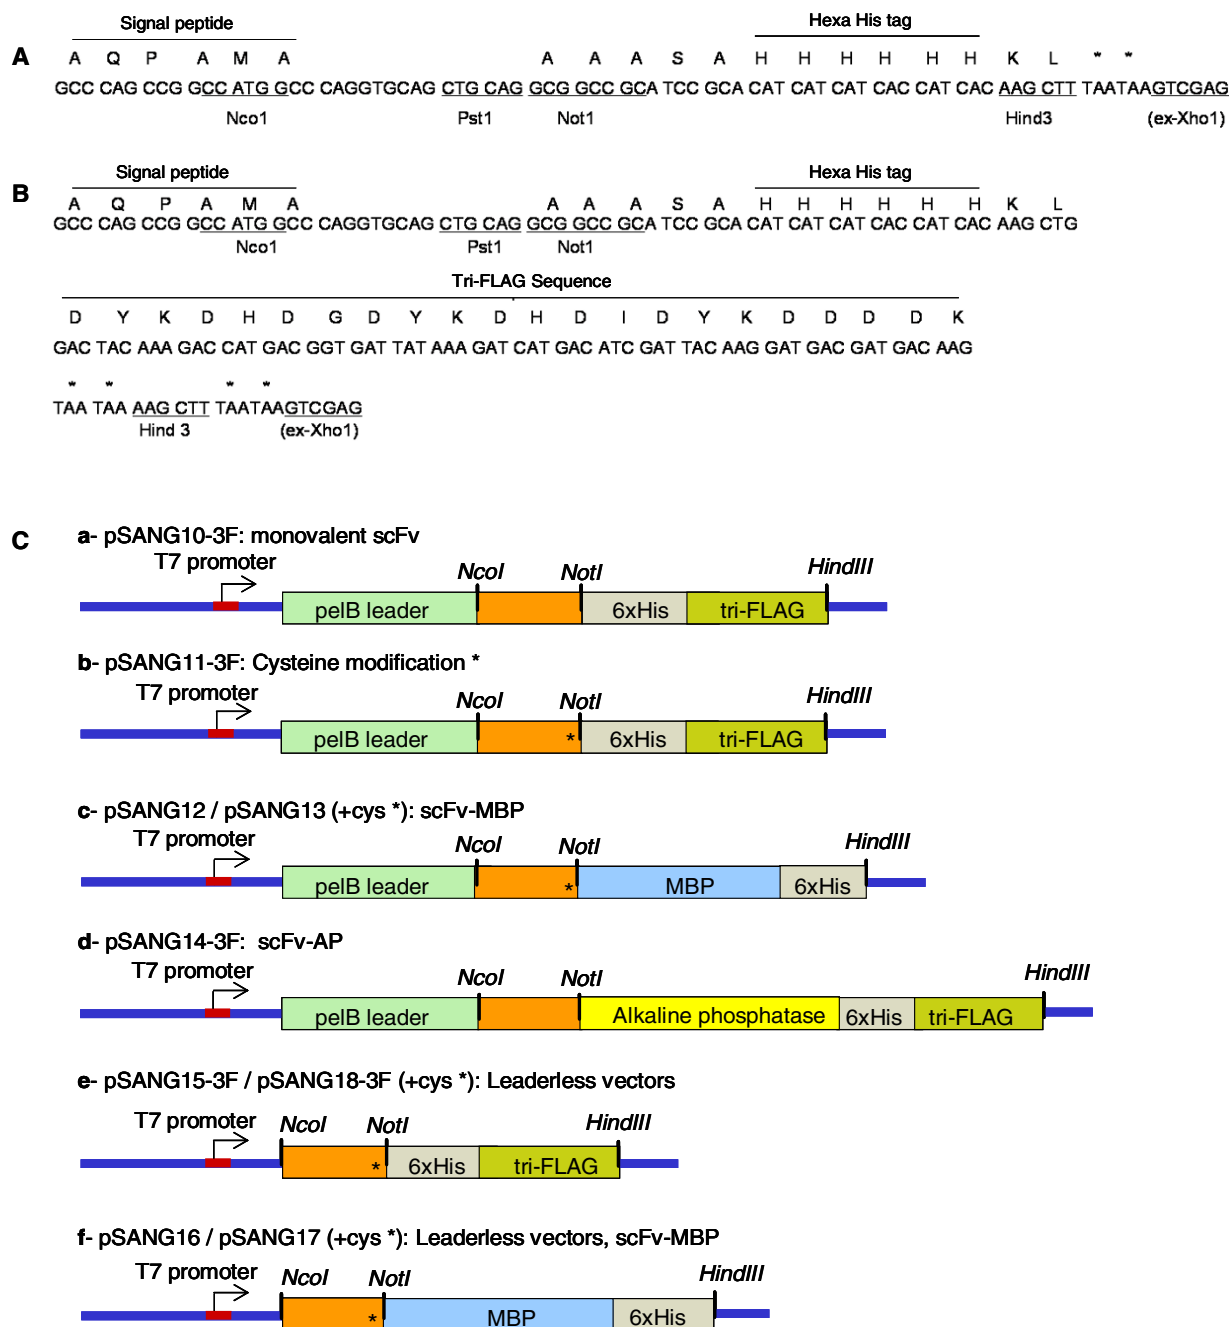 A
Signal peptide Hexa His tag
A Q P A M A A A A S A H H H H H H K L * *
GCC CAG CCG GCC ATG GCC CAGGTGCAG CTG CAG GCG GCC GCA TCC GCA CAT CAT CAT CAC CAT CAC AAG CTT TAATAAGTCGAG
Nco1 Pst1 Not1 Hind3 (ex-Xho1)
B
Signal peptide Hexa His tag
A Q P A M A A A A S A H H H H H H K L
GCC CAG CCG GCC ATG GCC CAGGTGCAG CTG CAG GCG GCC GCA TCC GCA CAT CAT CAT CAC CAT CAC AAG CTG
Nco1 Pst1 Not1
Tri-FLAG Sequence
D Y K D H D G D Y K D H D I D Y K D D D D K
GAC TAC AAA GAC CAT GAC GGT GAT TAT AAA GAT CAT GAC ATC GAT TAC AAG GAT GAC GAT GAC AAG
* * * *
TAA TAA AAG CTT TAATAAGTCGAG
Hind 3 (ex-Xho1)
C
a- pSANG10-3F: monovalent scFv
T7 promoter NcoI NotI HindIII
pelB leader 6xHis tri-FLAG
b- pSANG11-3F: Cysteine modification *
T7 promoter NcoI NotI HindIII
pelB leader * 6xHis tri-FLAG
c- pSANG12 / pSANG13 (+cys *): scFv-MBP
T7 promoter NcoI NotI HindIII
pelB leader * MBP 6xHis
d- pSANG14-3F: scFv-AP
T7 promoter NcoI NotI HindIII
pelB leader Alkaline phosphatase 6xHis tri-FLAG
e- pSANG15-3F / pSANG18-3F (+cys *): Leaderless vectors
T7 promoter NcoI NotI HindIII
* 6xHis tri-FLAG
f- pSANG16 / pSANG17 (+cys *): Leaderless vectors, scFv-MBP
T7 promoter NcoI NotI HindIII
* MBP 6xHis